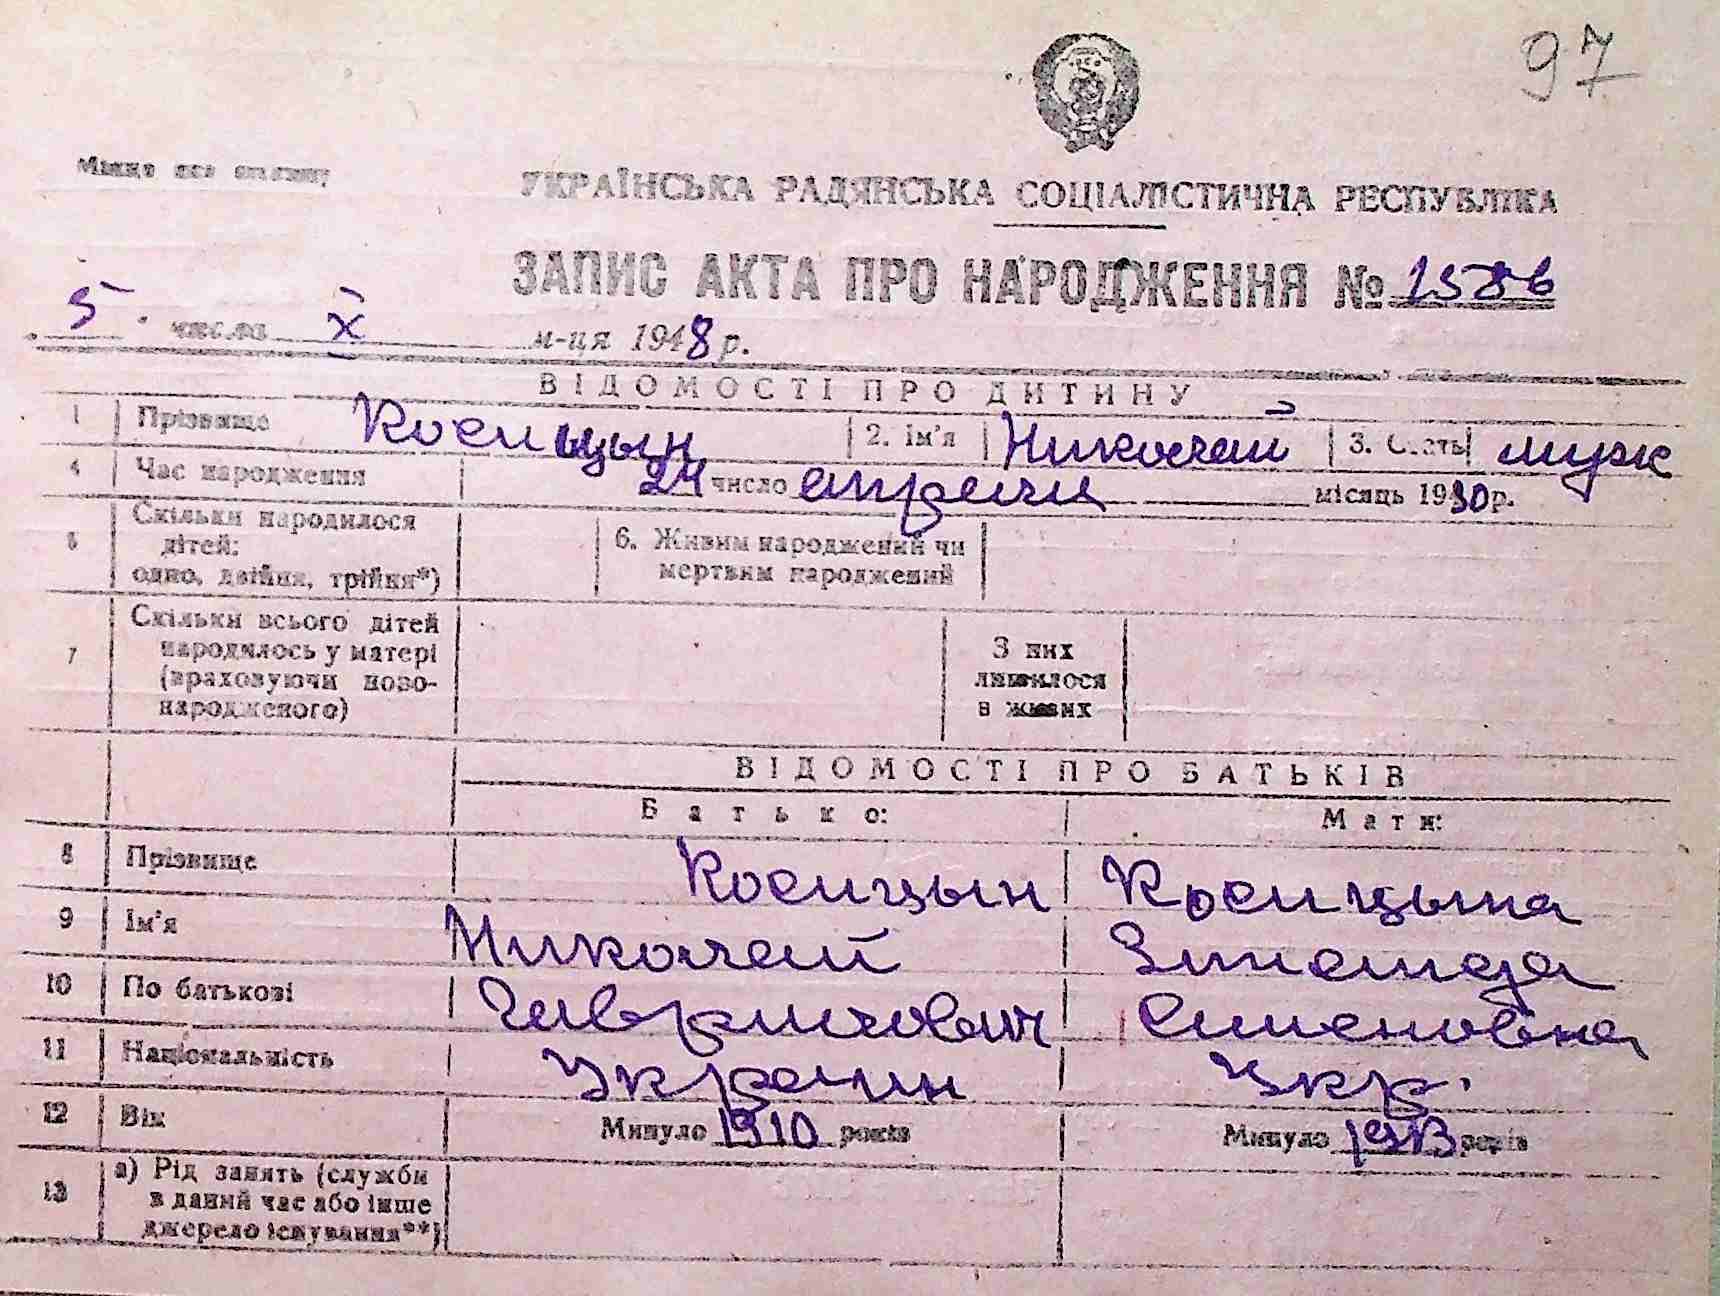 97
Місце для штампу
УКРАЇНСЬКА РАДЯНСЬКА СОЦІАЛІСТИЧНА РЕСПУБЛІКА
ЗАПИС АКТА ПРО НАРОДЖЕННЯ № 1586
5 числа X м-ця 1948 р.
ВІДОМОСТІ ПРО ДИТИНУ
1 Прізвище Косицын 2. Ім'я Николай 3. Стать муж
4 Час народження 24 число апреля місяць 1930 р.
5 Скільки народилося
дітей:
одно, двійня, трійня*)
6. Живим народжений чи
мертвим народжений
7 Скільки всього дітей
народилось у матері
(враховуючи ново-
народженого)
З них
лишилося
в живих
ВІДОМОСТІ ПРО БАТЬКІВ
Батько: Мати:
8 Прізвище Косицын Косицына
9 Ім'я Николай Зинаида
10 По батькові Гаврилович Семеновна
11 Національність Украин Укр.
12 Вік Минуло 1910 років Минуло 1913 років
13 а) Рід занять (служби
в даний час або інше
джерело існування**)